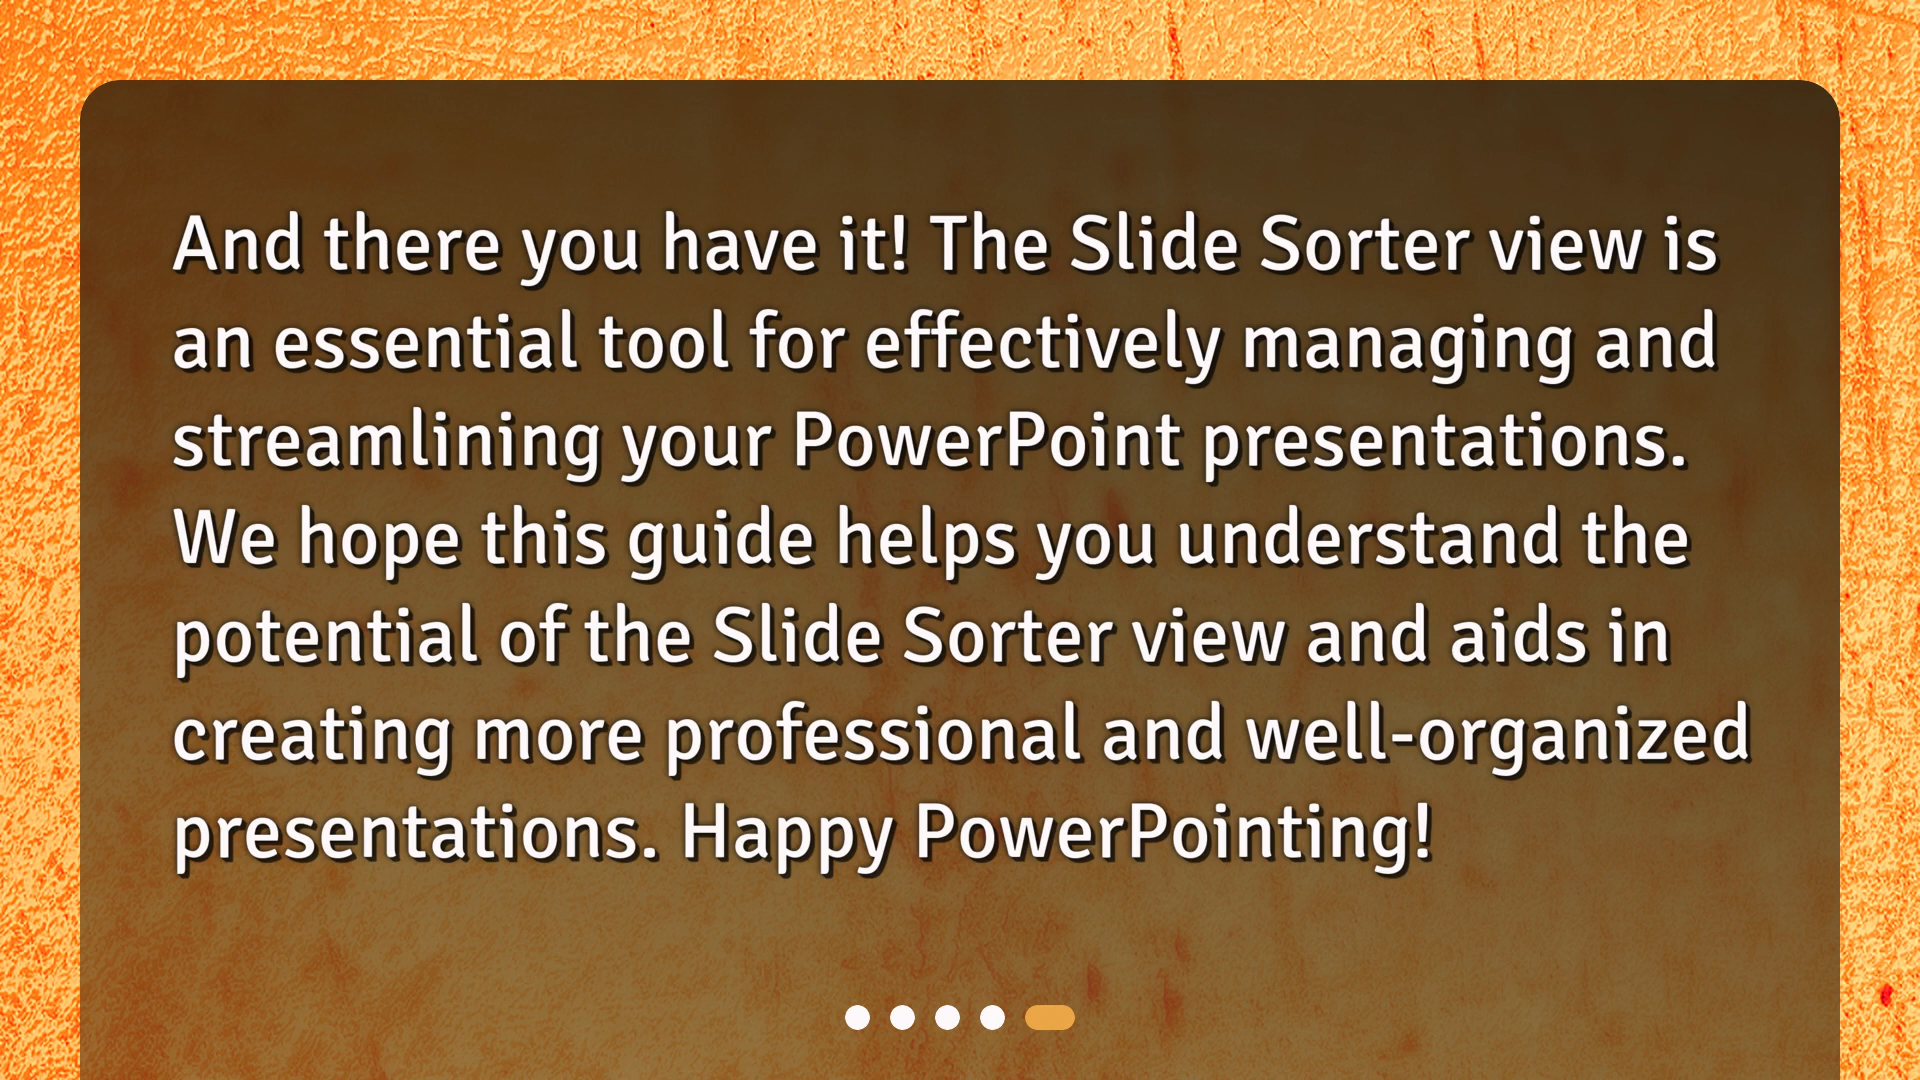 And there you have it! The Slide Sorter view is
an essential tool for effectively managing and
streamlining your PowerPoint presentations.
We hope this guide helps you understand the
potential of the Slide Sorter view and aids in
creating more professional and well-organized
presentations. Happy PowerPointing!